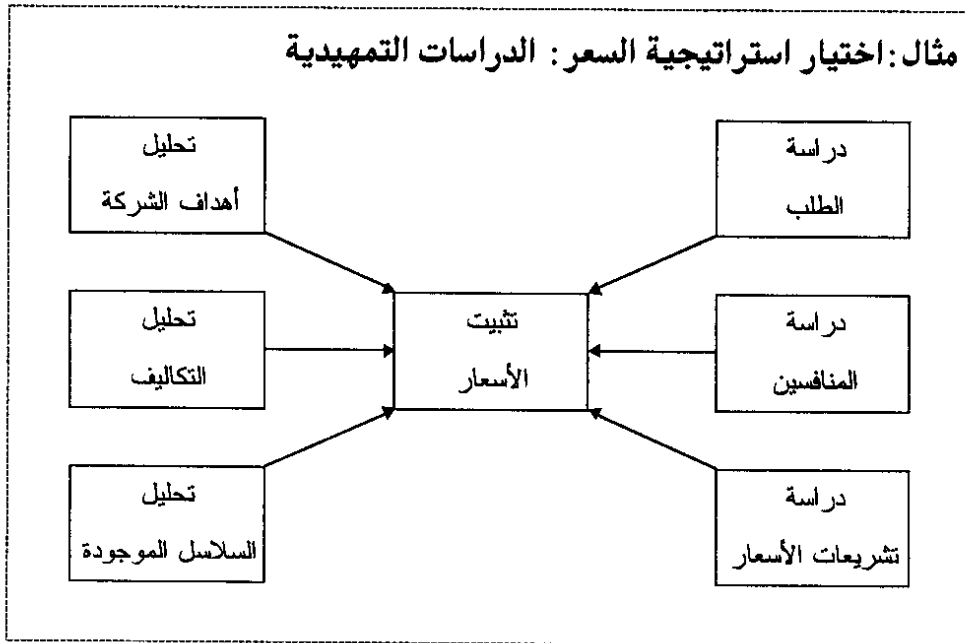 مثال: اختيار استراتيجية السعر: الدراسات التمهيدية
دراسة
الطلب
تحليل
أهداف الشركة
تثبيت
الأسعار
دراسة
المنافسين
تحليل
التكاليف
دراسة
تشريعات الأسعار
تحليل
السلاسل الموجودة